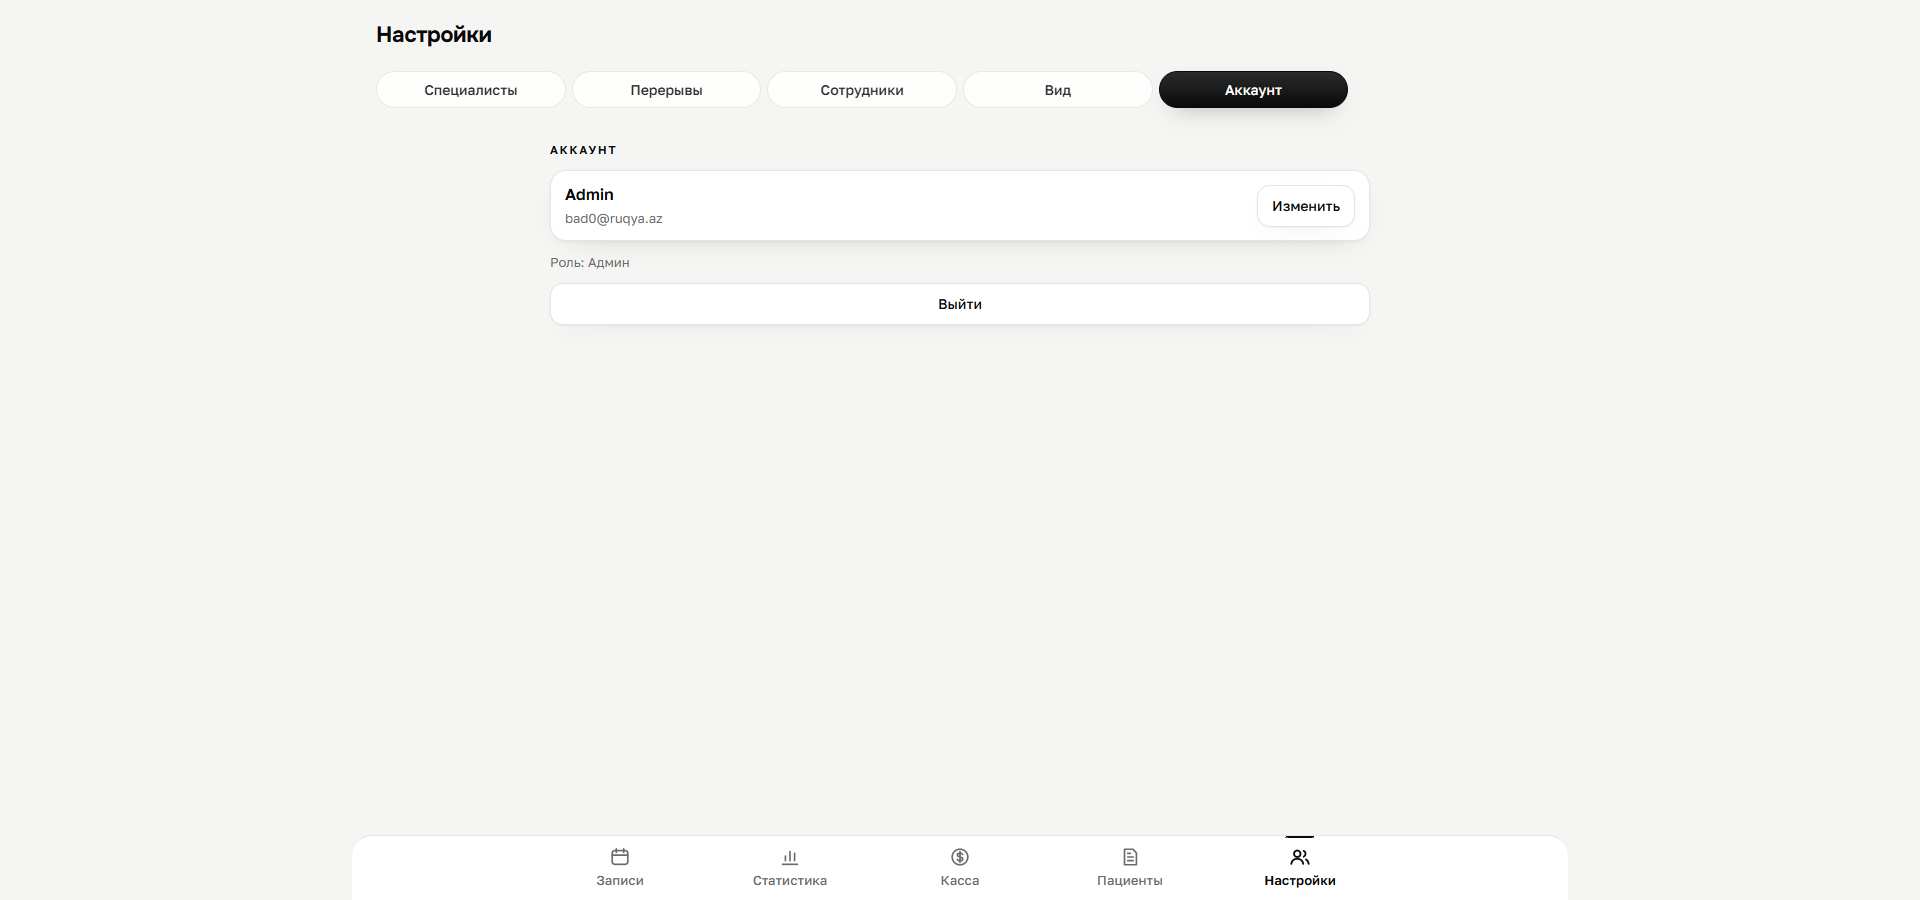 Настройки
Специалисты Перерывы Сотрудники Вид Аккаунт
АККАУНТ
Admin
bad0@ruqya.az
Изменить
Роль: Админ
Выйти
Записи Статистика Касса Пациенты Настройки